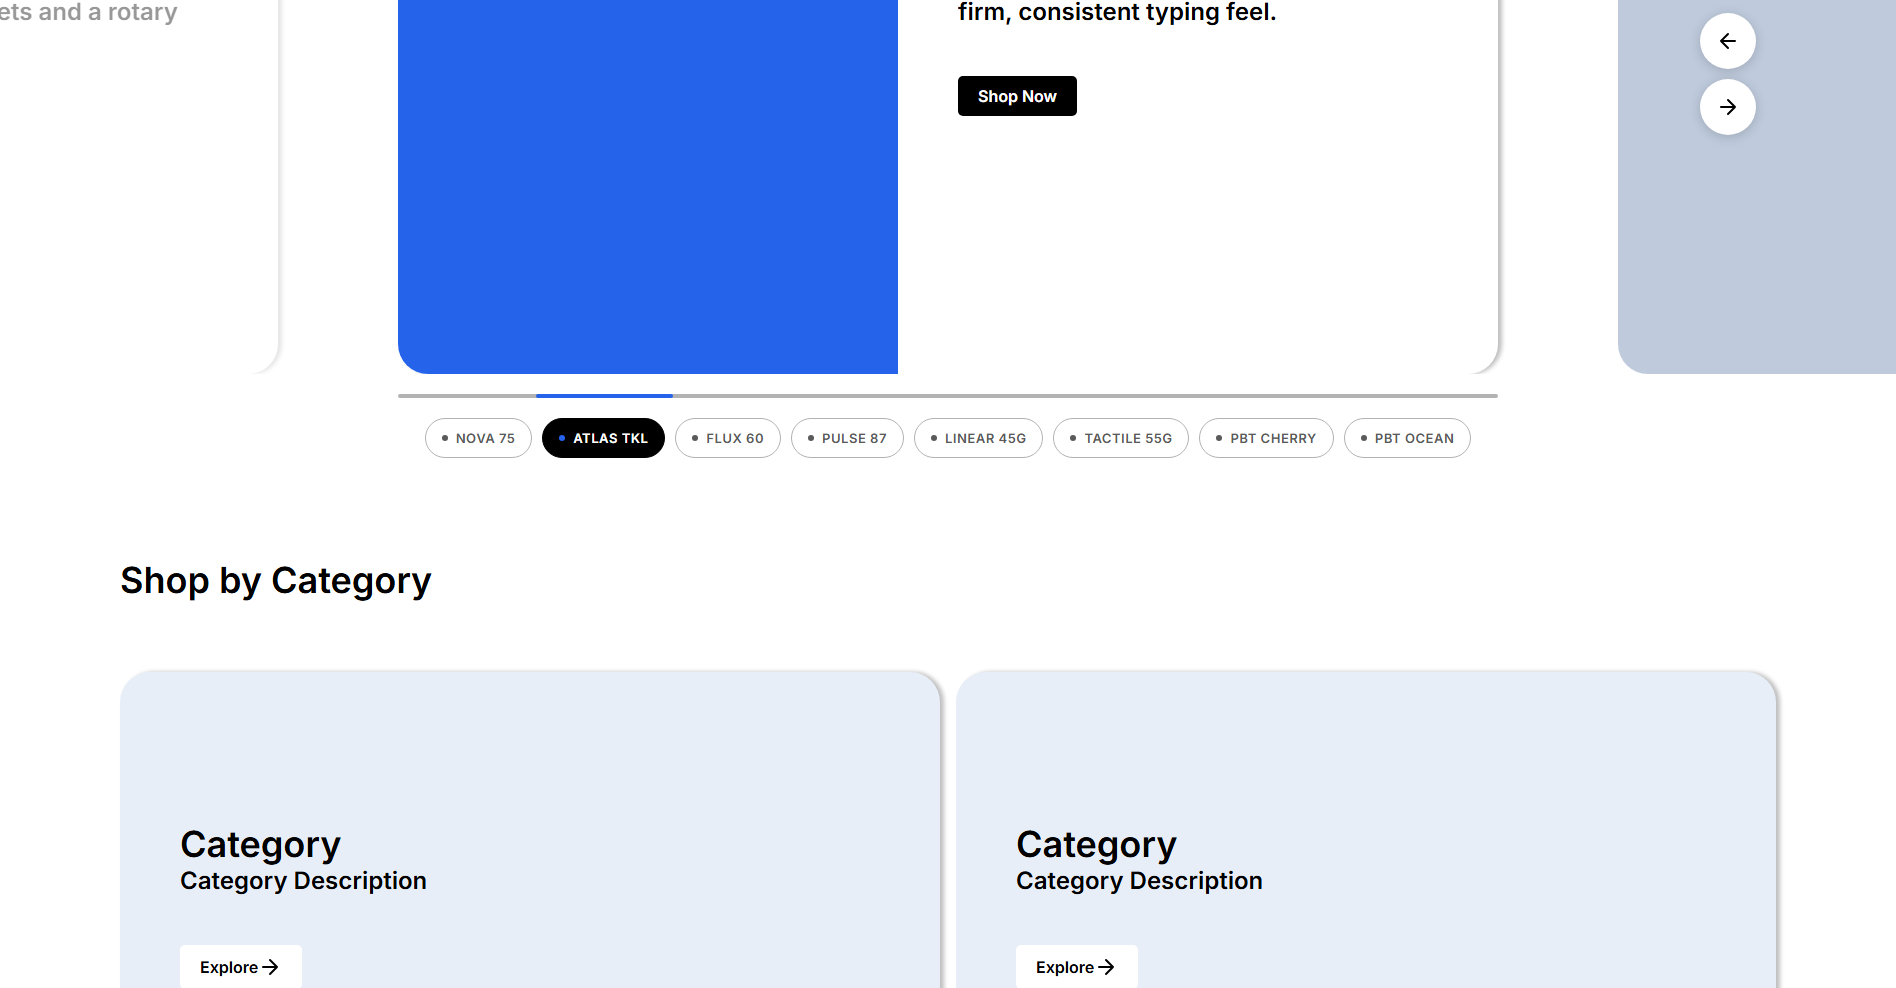 ets and a rotary
firm, consistent typing feel.
Shop Now
NOVA 75
ATLAS TKL
FLUX 60
PULSE 87
LINEAR 45G
TACTILE 55G
PBT CHERRY
PBT OCEAN
Shop by Category
Category
Category Description
Explore
Category
Category Description
Explore